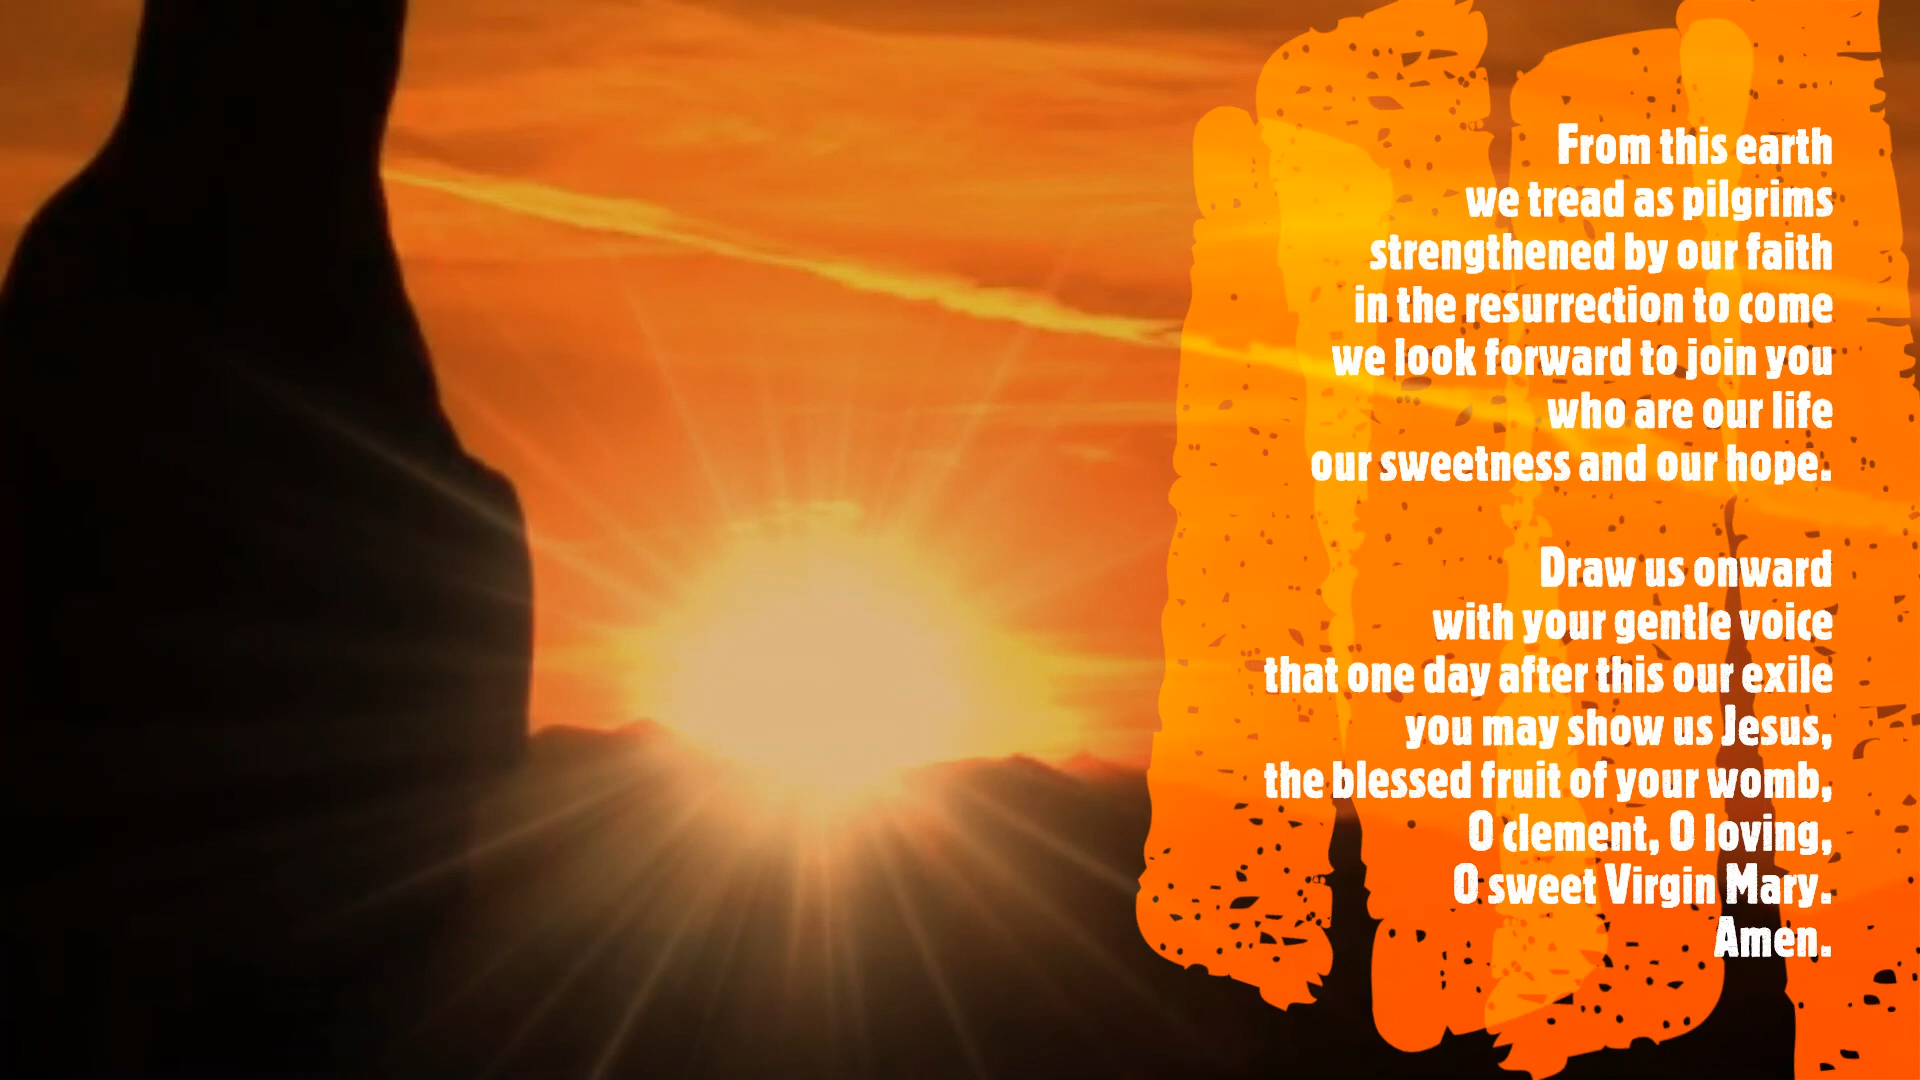 From this earth
we tread as pilgrims
strengthened by our faith
in the resurrection to come
we look forward to join you
who are our life
our sweetness and our hope.
Draw us onward
with your gentle voice
that one day after this our exile
you may show us Jesus,
the blessed fruit of your womb,
O clement, O loving,
O sweet Virgin Mary.
Amen.